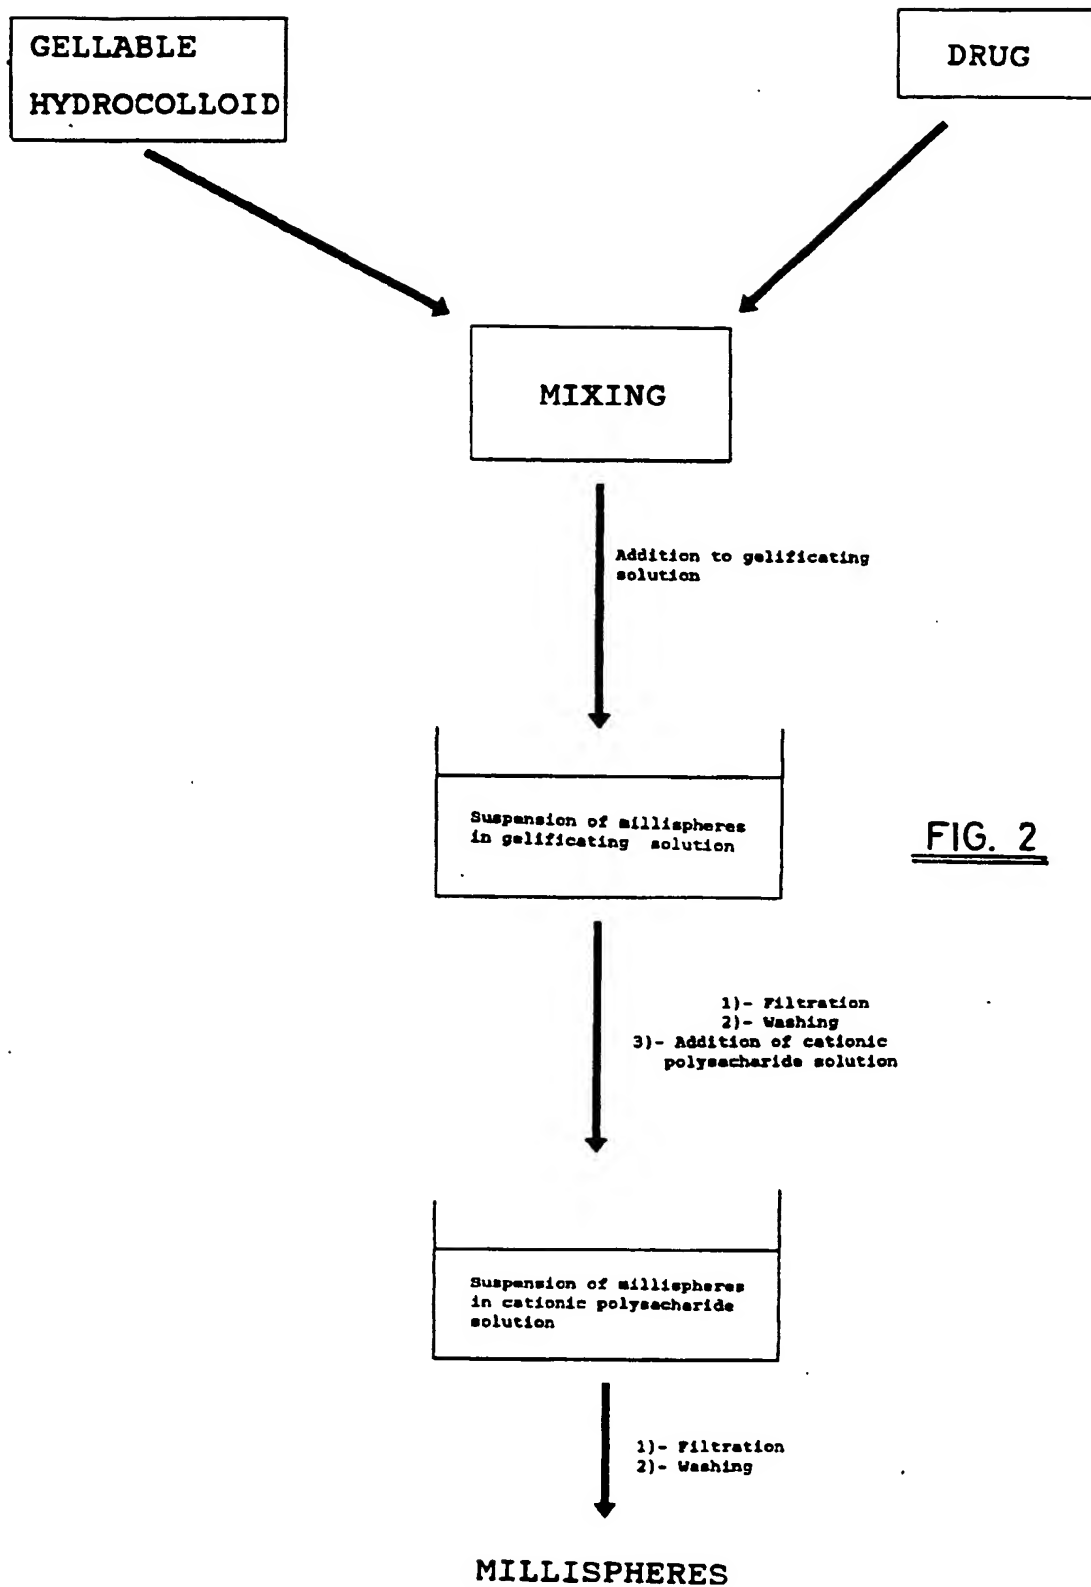 GELLABLE
HYDROCOLLOID
DRUG
MIXING
Addition to gelificating
solution
Suspension of millispheres
in gelificating solution
FIG. 2
1)- Filtration
2)- Washing
3)- Addition of cationic
polysacharide solution
Suspension of millispheres
in cationic polysacharide
solution
1)- Filtration
2)- Washing
MILLISPHERES